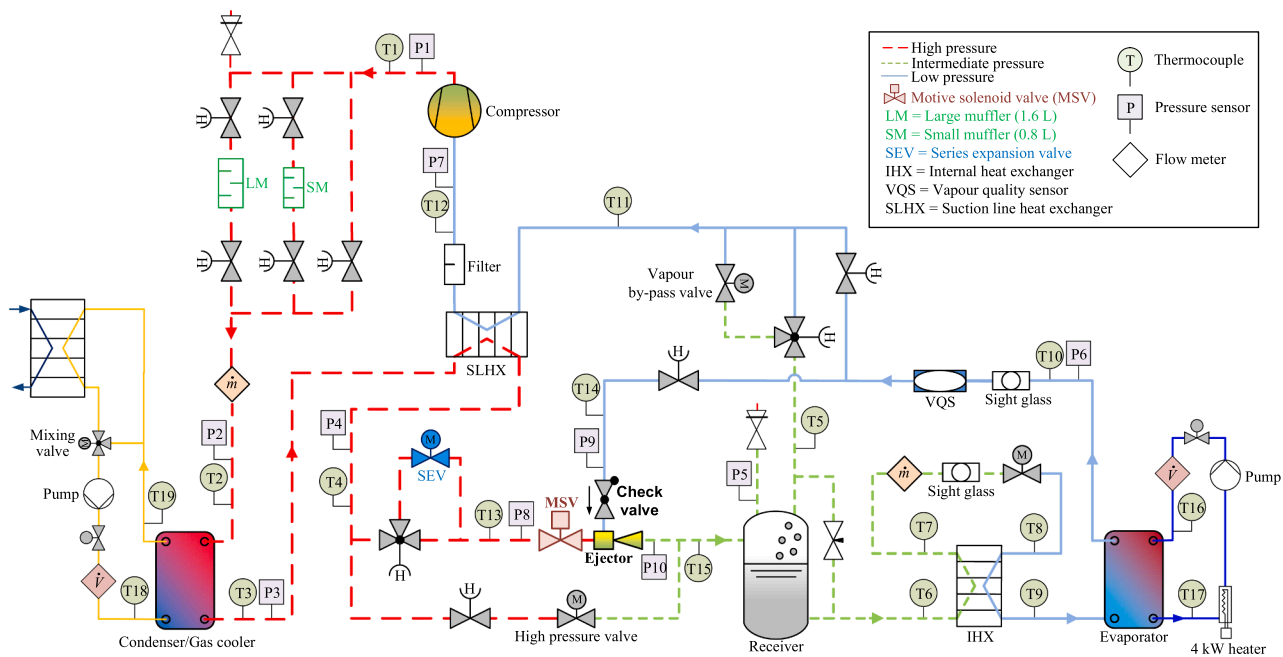 High pressure
Intermediate pressure
Low pressure
Motive solenoid valve (MSV)
LM = Large muffler (1.6 L)
SM = Small muffler (0.8 L)
SEV = Series expansion valve
IHX = Internal heat exchanger
VQS = Vapour quality sensor
SLHX = Suction line heat exchanger
T
Thermocouple
P
Pressure sensor
Flow meter
T1
P1
H
H
Compressor
P7
LM
SM
T12
T11
H
H
H
Filter
Vapour
by-pass valve
M
H
H
SLHX
ṁ
H
T14
VQS
Sight glass
T10
P6
P2
P4
Mixing
valve
M
T2
SEV
M
P9
T5
T4
Check
valve
P5
ṁ
Sight glass
M
V̇
Pump
Pump
T19
T13
P8
MSV
T16
H
Ejector
P10
T15
T7
T8
V̇
T18
T3
P3
H
M
T6
T9
T17
Condenser/Gas cooler
High pressure valve
Receiver
IHX
Evaporator
4 kW heater